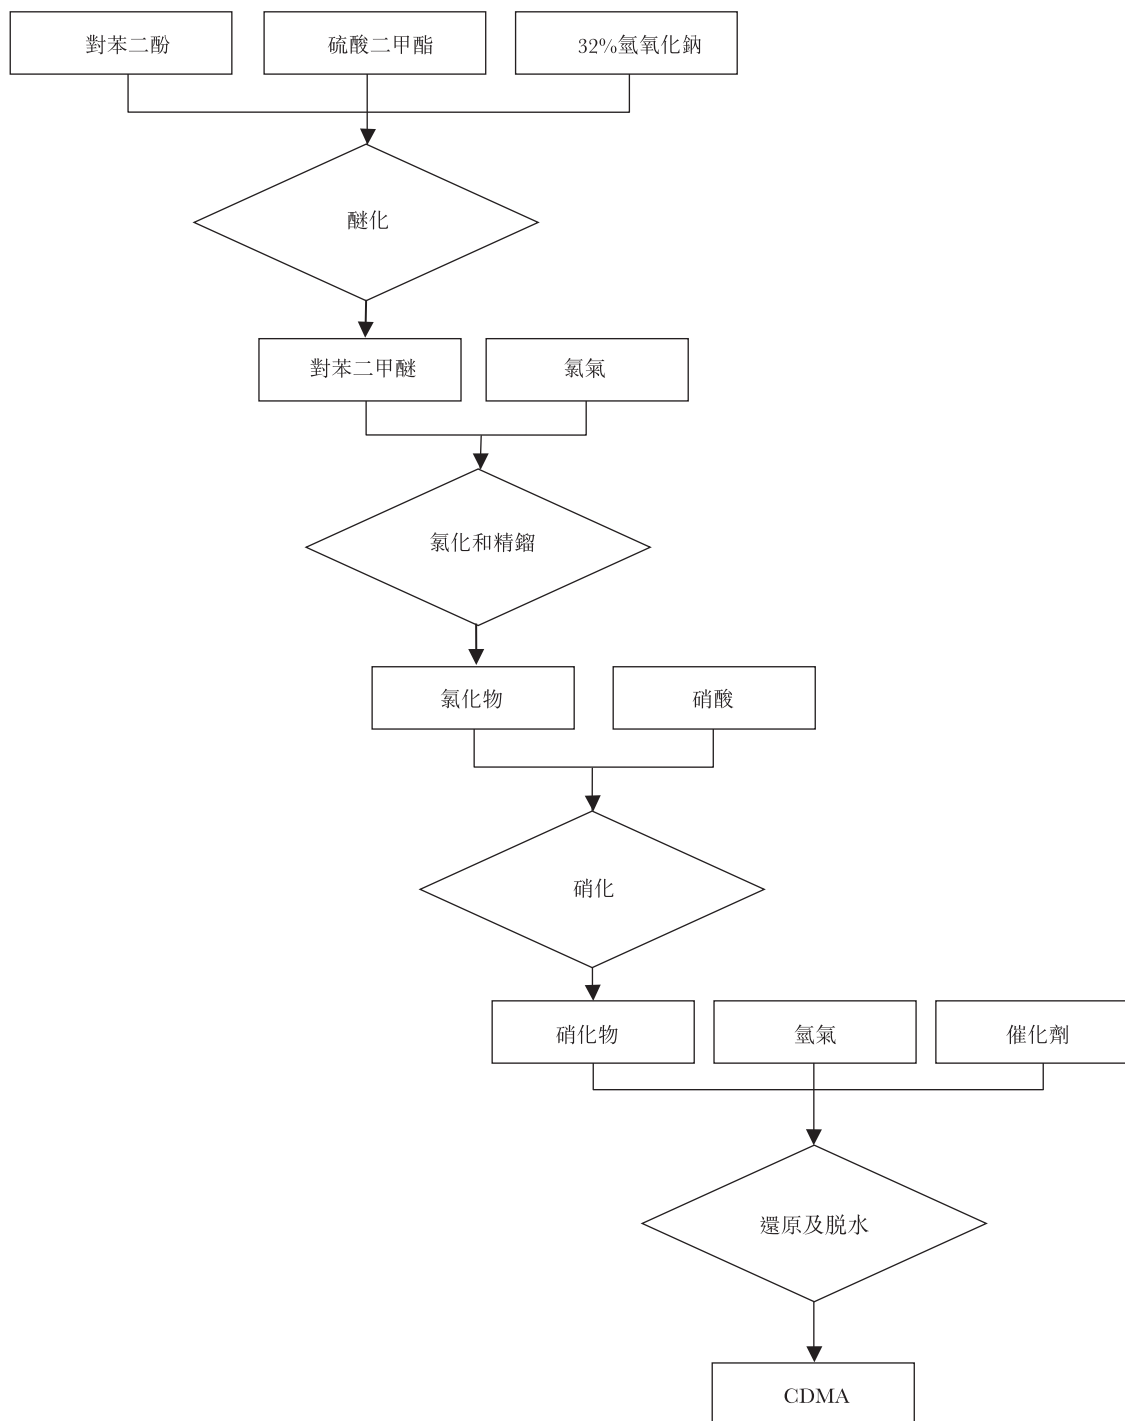 對苯二酚
硫酸二甲酯
32%氫氧化鈉
醚化
對苯二甲醚
氯氣
氯化和精鎦
氯化物
硝酸
硝化
硝化物
氫氣
催化劑
還原及脱水
CDMA